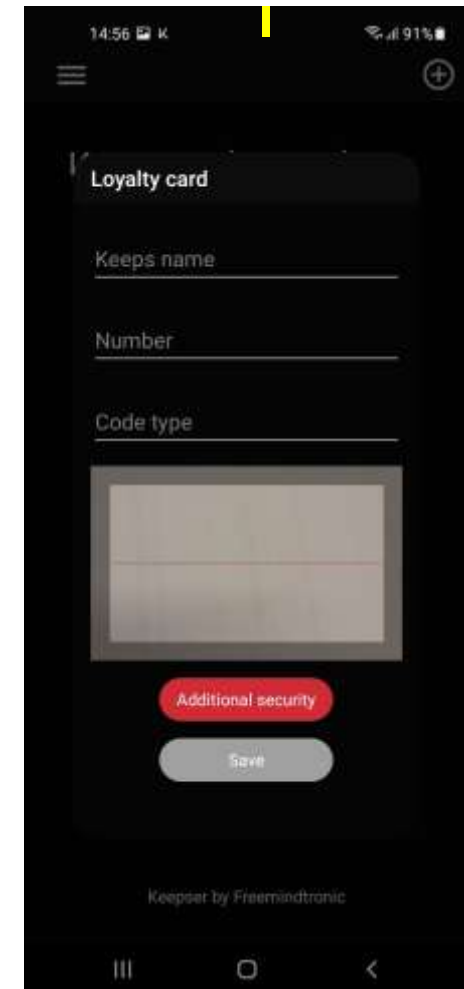 14:56 K 91%
Loyalty card
Keeps name
Number
Code type
Additional security
Save
Keepser by Freemindtronic